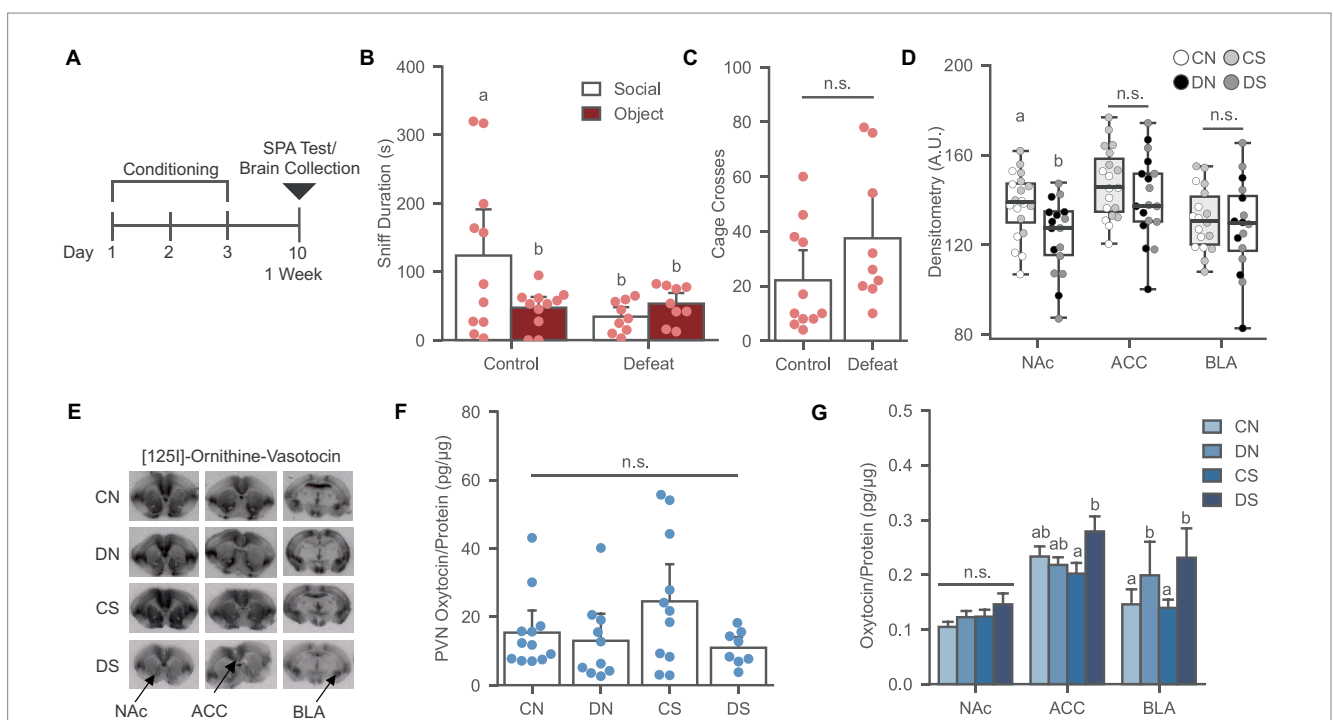 A
Conditioning
SPA Test/
Brain Collection
Day
1
2
3
10
1 Week
B
Sniff Duration (s)
400
300
200
100
0
a
b
b
b
Social
Object
Control
Defeat
C
Cage Crosses
100
80
60
40
20
0
n.s.
Control
Defeat
D
Densitometry (A.U.)
200
160
120
80
CN
CS
DN
DS
a
b
n.s.
n.s.
NAc
ACC
BLA
E
[125I]-Ornithine-Vasotocin
CN
DN
CS
DS
NAc
ACC
BLA
F
PVN Oxytocin/Protein (pg/µg)
80
60
40
20
0
n.s.
CN
DN
CS
DS
G
Oxytocin/Protein (pg/µg)
0.5
0.4
0.3
0.2
0.1
0
CN
DN
CS
DS
n.s.
ab
ab
a
b
a
b
a
b
NAc
ACC
BLA